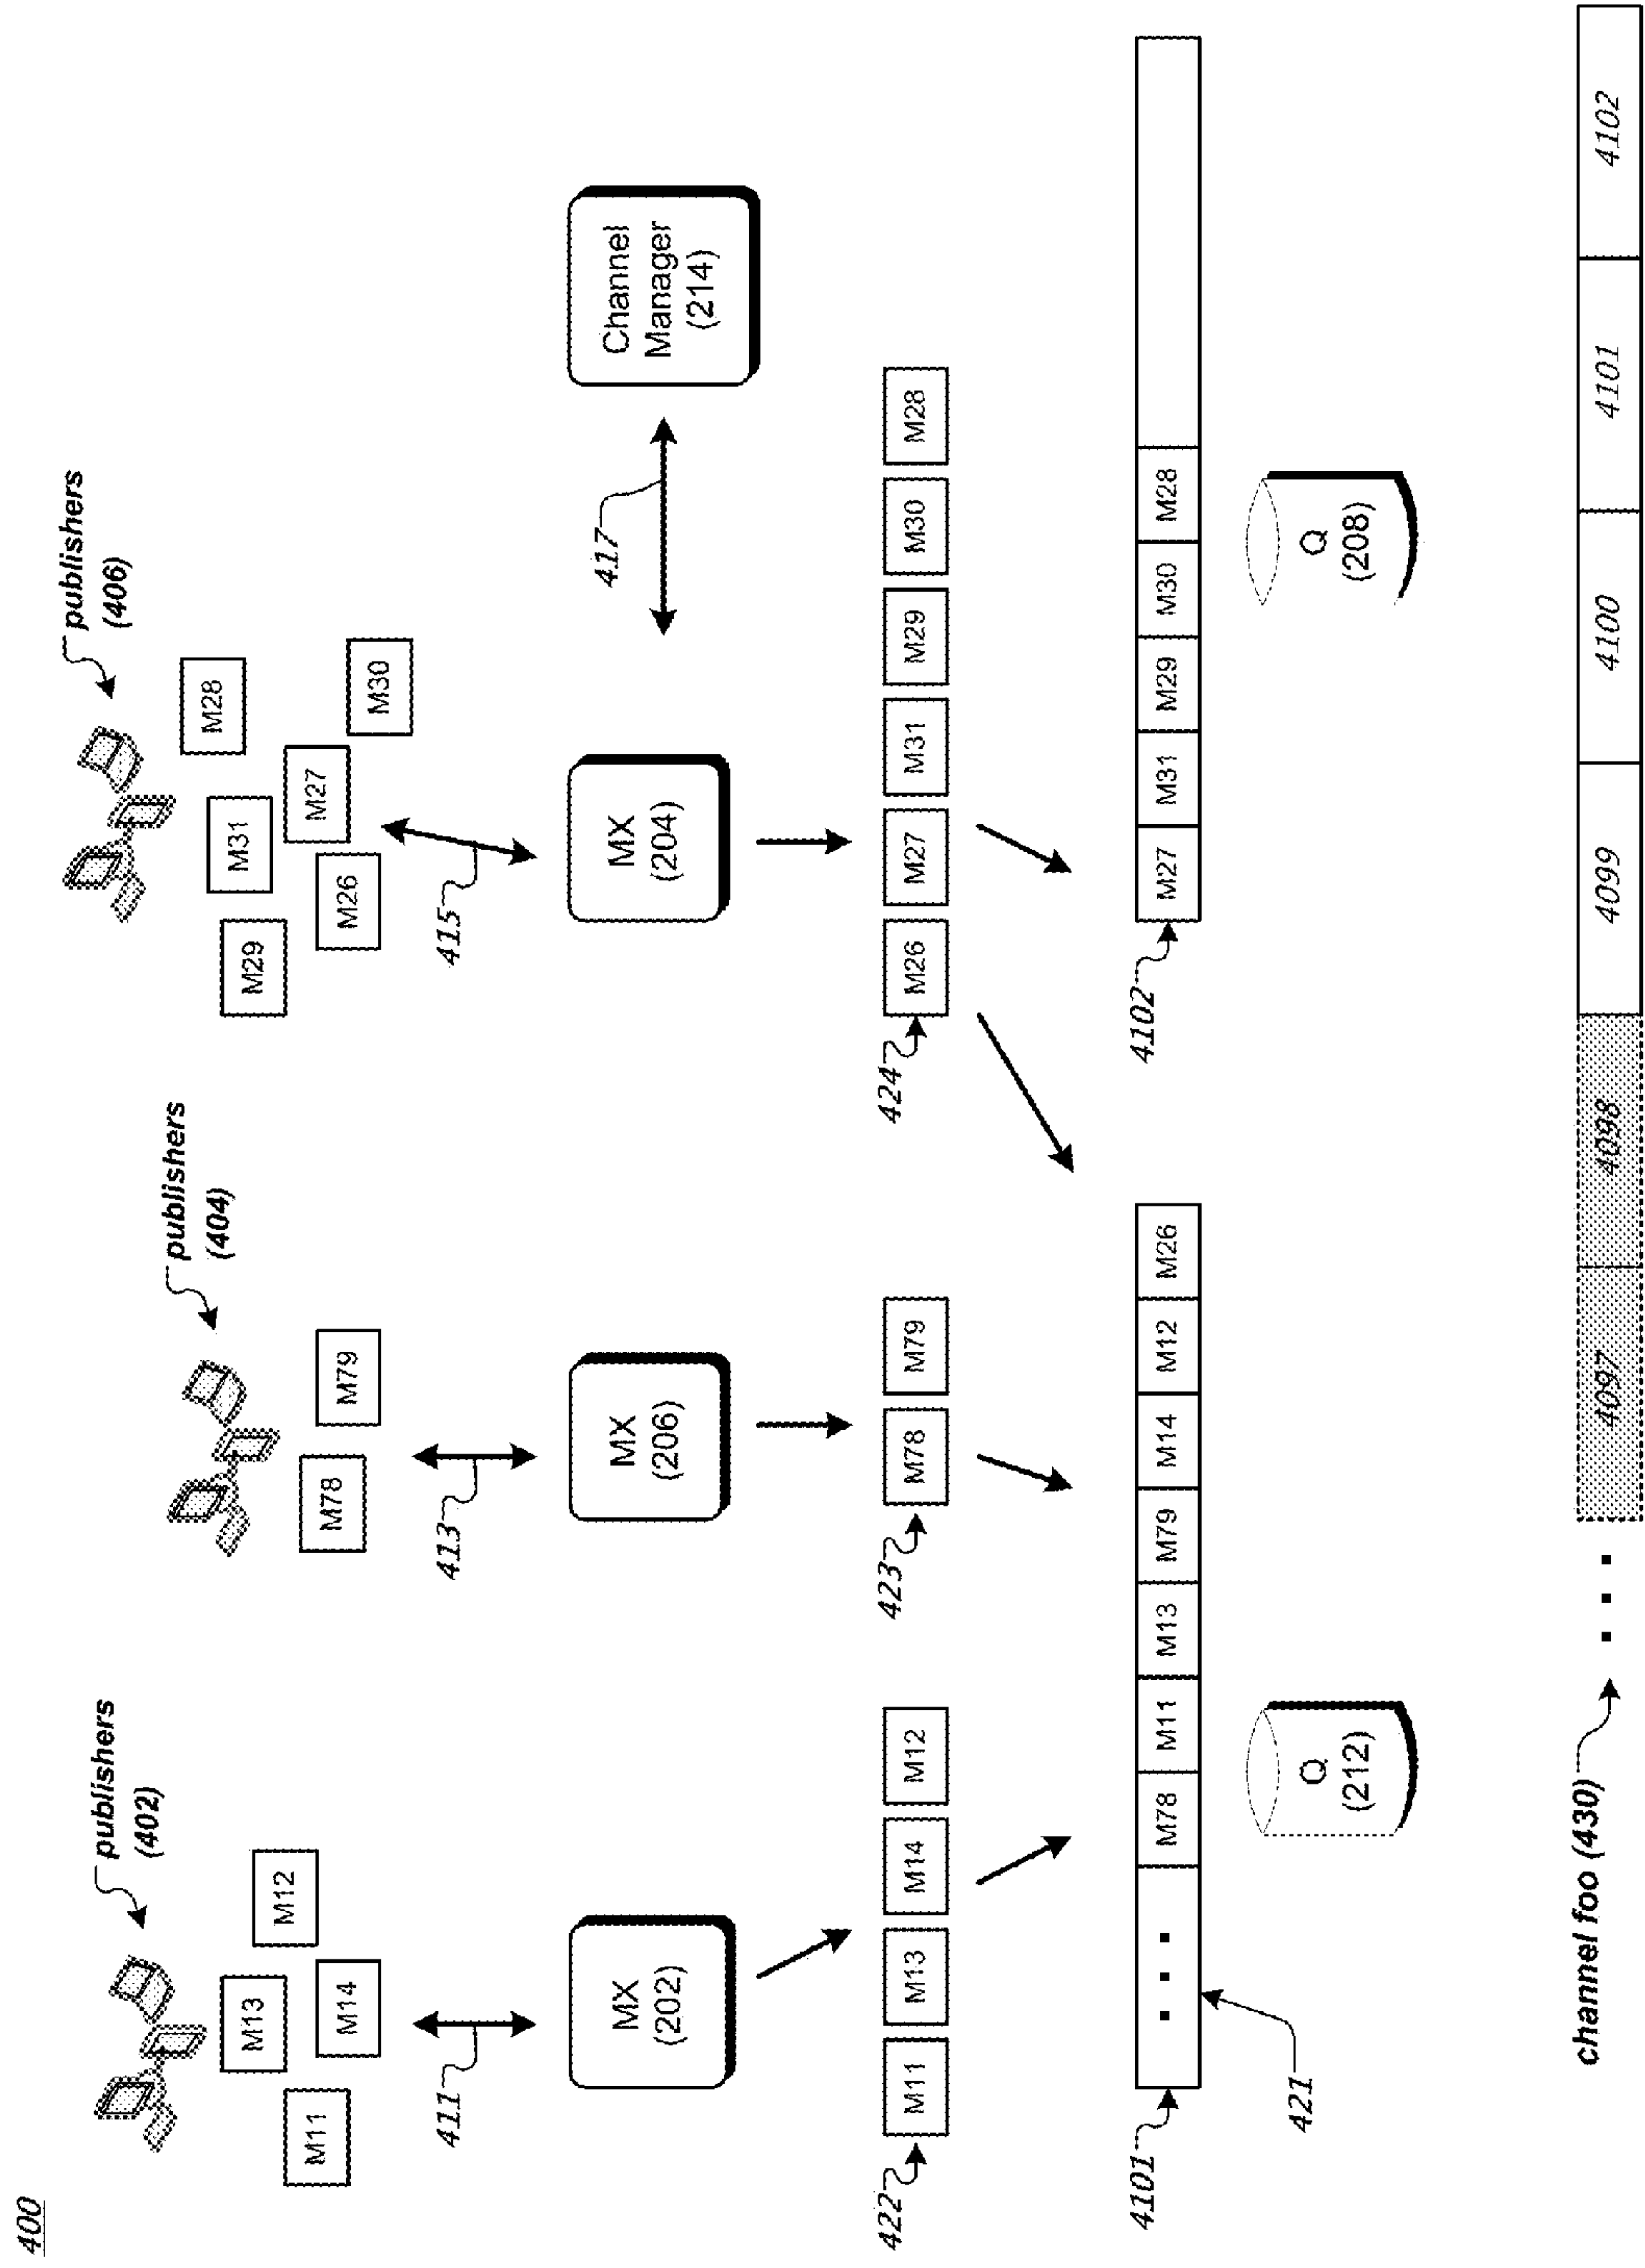 400
publishers
(402)
M11
M13
M12
M14
411
MX
(202)
publishers
(404)
M78
M79
413
MX
(206)
publishers
(406)
M29
M31
M28
M26
M27
M30
415
MX
(204)
417
Channel
Manager
(214)
422
M11
M13
M14
M12
423
M78
M79
424
M26
M27
M31
M29
M30
M28
4101
. . .
M78
M11
M13
M79
M14
M12
M26
421
Q
(212)
4102
M27
M31
M29
M30
M28
Q
(208)
channel foo (430)
. . .
4097
4098
4099
4100
4101
4102